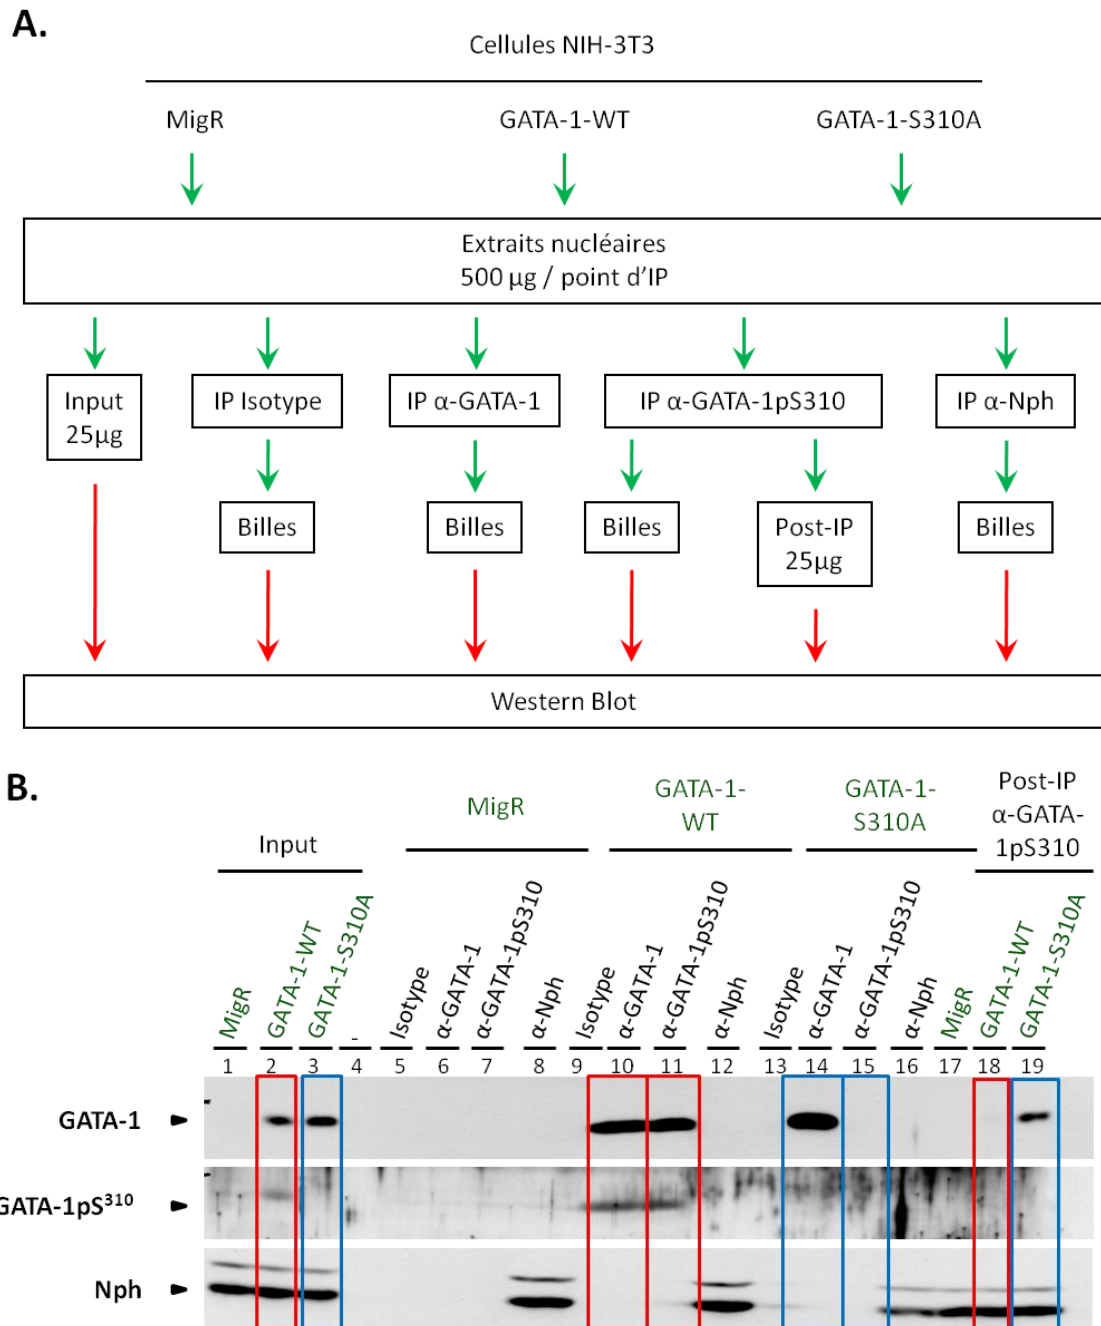 A.
Cellules NIH-3T3
MigR GATA-1-WT GATA-1-S310A
Extraits nucléaires
500 µg / point d'IP
Input
25µg
IP Isotype
IP α-GATA-1
IP α-GATA-1pS310
IP α-Nph
Billes
Billes
Billes
Post-IP
25µg
Billes
Western Blot
B.
Input
MigR
GATA-1-
WT
GATA-1-
S310A
Post-IP
α-GATA-
1pS310
MigR
GATA-1-WT
GATA-1-S310A
-
Isotype
α-GATA-1
α-GATA-1pS310
α-Nph
Isotype
α-GATA-1
α-GATA-1pS310
α-Nph
Isotype
α-GATA-1
α-GATA-1pS310
α-Nph
MigR
GATA-1-WT
GATA-1-S310A
1 2 3 4 5 6 7 8 9 10 11 12 13 14 15 16 17 18 19
GATA-1
GATA-1pS310
Nph